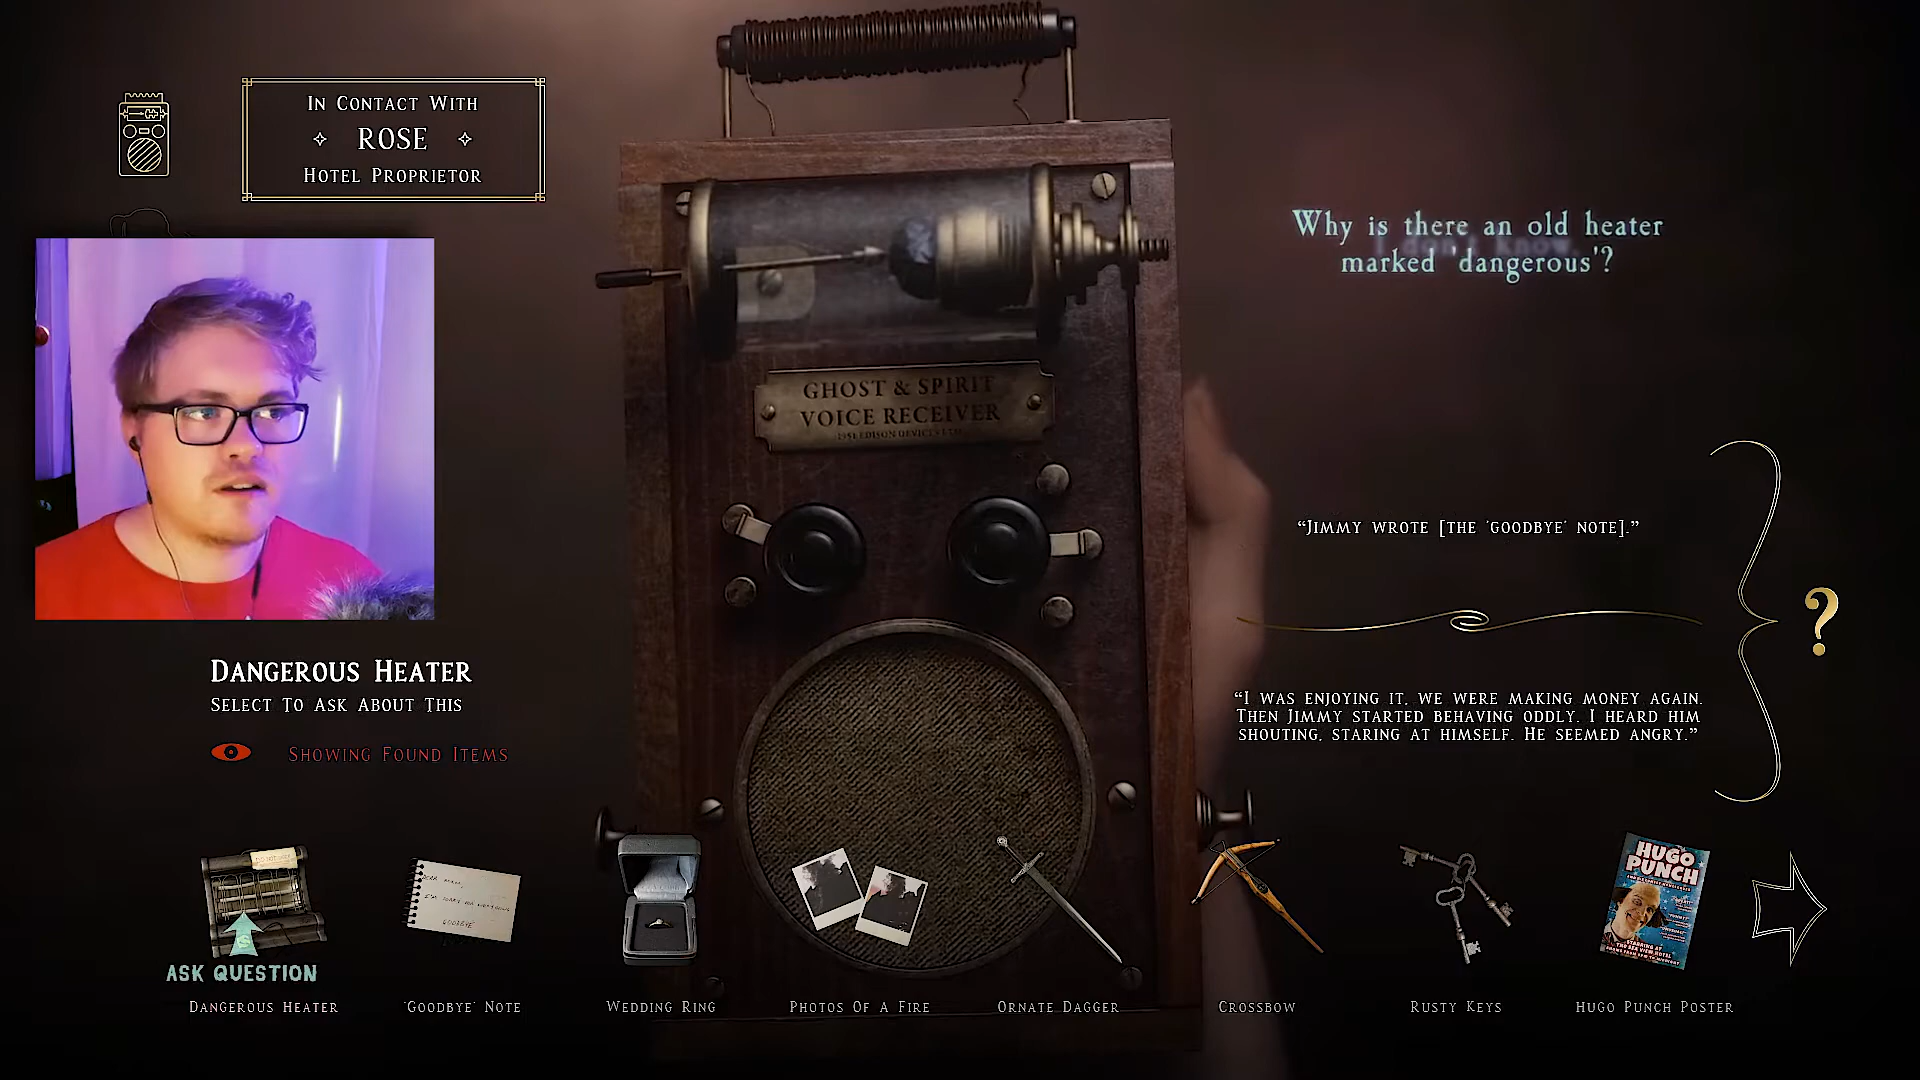 In Contact With
ROSE
Hotel Proprietor
Why is there an old heater
marked 'dangerous'?
GHOST & SPIRIT
VOICE RECEIVER
“Jimmy wrote [the 'goodbye' note].”
“I was enjoying it, we were making money again.
Then Jimmy started behaving oddly. I heard him
shouting, staring at himself. He seemed angry.”
?
Dangerous Heater
Select To Ask About This
Showing Found Items
GOODBYE
HUGO
PUNCH
ASK QUESTION
Dangerous Heater
'Goodbye' Note
Wedding Ring
Photos Of A Fire
Ornate Dagger
Crossbow
Rusty Keys
Hugo Punch Poster